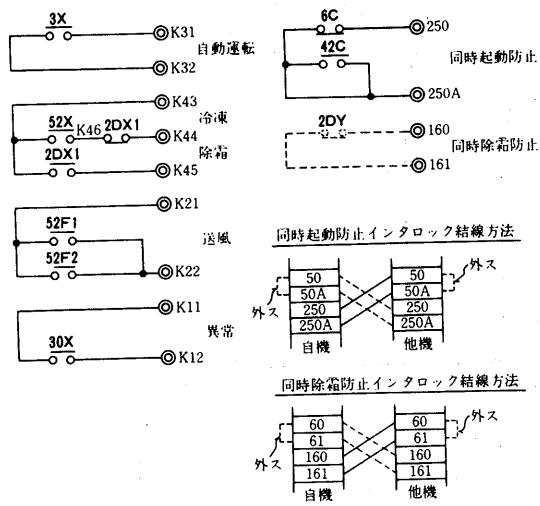 3X
K31
自動運転
K32
K43
冷凍
52X
K46
2DX1
K44
除霜
2DX1
K45
K21
52F1
送風
52F2
K22
K11
異常
30X
K12
6C
250
42C
同時起動防止
250A
2DY
160
同時除霜防止
161
同時起動防止インタロック結線方法
外ス
50
50
50A
50A
外ス
250
250
250A
250A
自機
他機
同時除霜防止インタロック結線方法
60
60
外ス
61
61
外ス
160
160
161
161
自機
他機